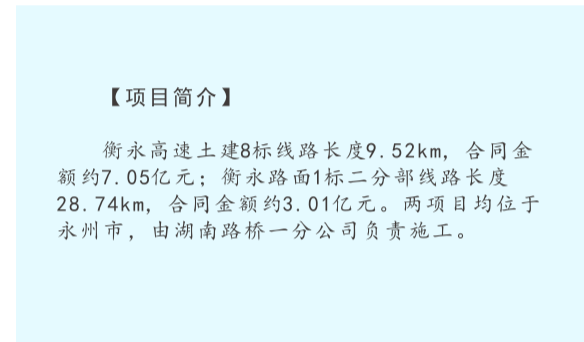 【项目简介】
衡永高速土建8标线路长度9.52km，合同金
额约7.05亿元；衡永路面1标二分部线路长度
28.74km，合同金额约3.01亿元。两项目均位于
永州市，由湖南路桥一分公司负责施工。